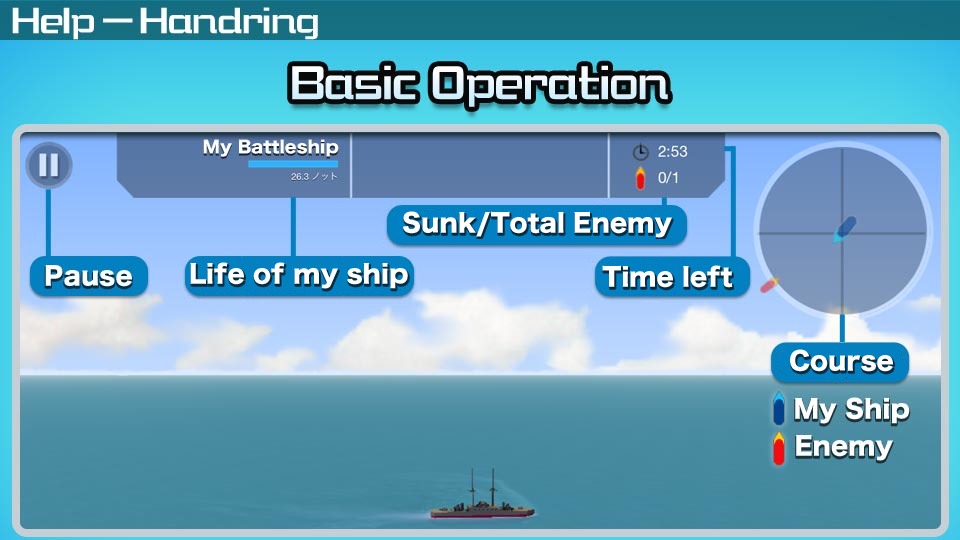 Help — Handring
Basic Operation
My Battleship
26.3 ノット
2:53
0/1
Sunk/Total Enemy
Pause
Life of my ship
Time left
Course
My Ship
Enemy